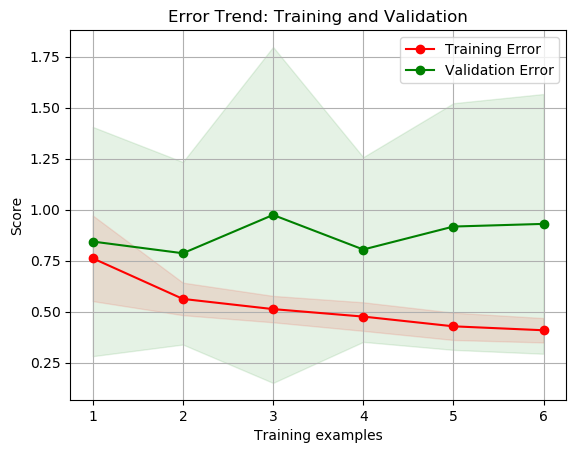 Error Trend: Training and Validation
Training Error
Validation Error
Score
1.75
1.50
1.25
1.00
0.75
0.50
0.25
1 2 3 4 5 6
Training examples